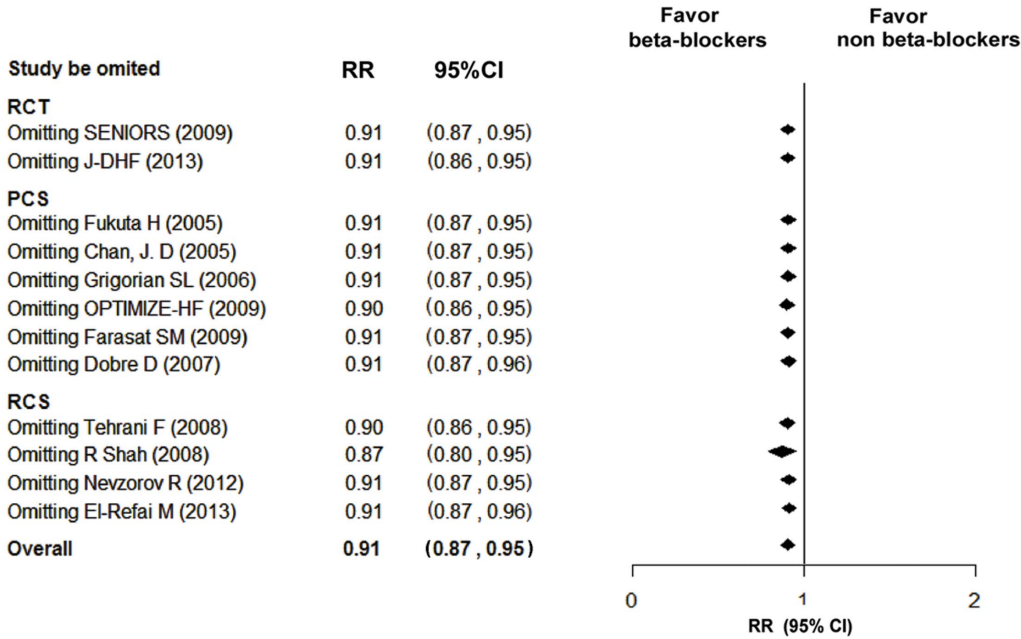 Favor beta-blockers
Favor non beta-blockers
Study be omited RR 95%CI
RCT
Omitting SENIORS (2009) 0.91 (0.87 , 0.95)
Omitting J-DHF (2013) 0.91 (0.86 , 0.95)
PCS
Omitting Fukuta H (2005) 0.91 (0.87 , 0.95)
Omitting Chan, J. D (2005) 0.91 (0.87 , 0.95)
Omitting Grigorian SL (2006) 0.91 (0.87 , 0.95)
Omitting OPTIMIZE-HF (2009) 0.90 (0.86 , 0.95)
Omitting Farasat SM (2009) 0.91 (0.87 , 0.95)
Omitting Dobre D (2007) 0.91 (0.87 , 0.96)
RCS
Omitting Tehrani F (2008) 0.90 (0.86 , 0.95)
Omitting R Shah (2008) 0.87 (0.80 , 0.95)
Omitting Nevzorov R (2012) 0.91 (0.87 , 0.95)
Omitting El-Refai M (2013) 0.91 (0.87 , 0.96)
Overall 0.91 (0.87 , 0.95)
0 1 2
RR (95% CI)